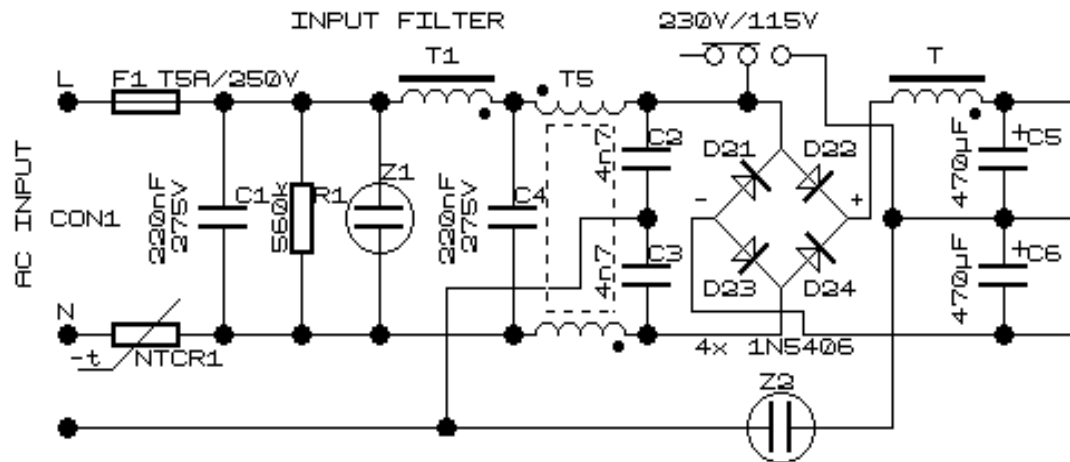 INPUT FILTER
230V/115V
T1
T
L
F1 T5A/250V
T5
4n7
C2
D21
D22
470µF
+C5
Z1
AC INPUT
CON1
220nF
275V
C1
560k
R1
220nF
275V
C4
-
+
4n7
C3
D23
D24
470µF
+C6
N
-t
NTCR1
4x 1N5406
Z2